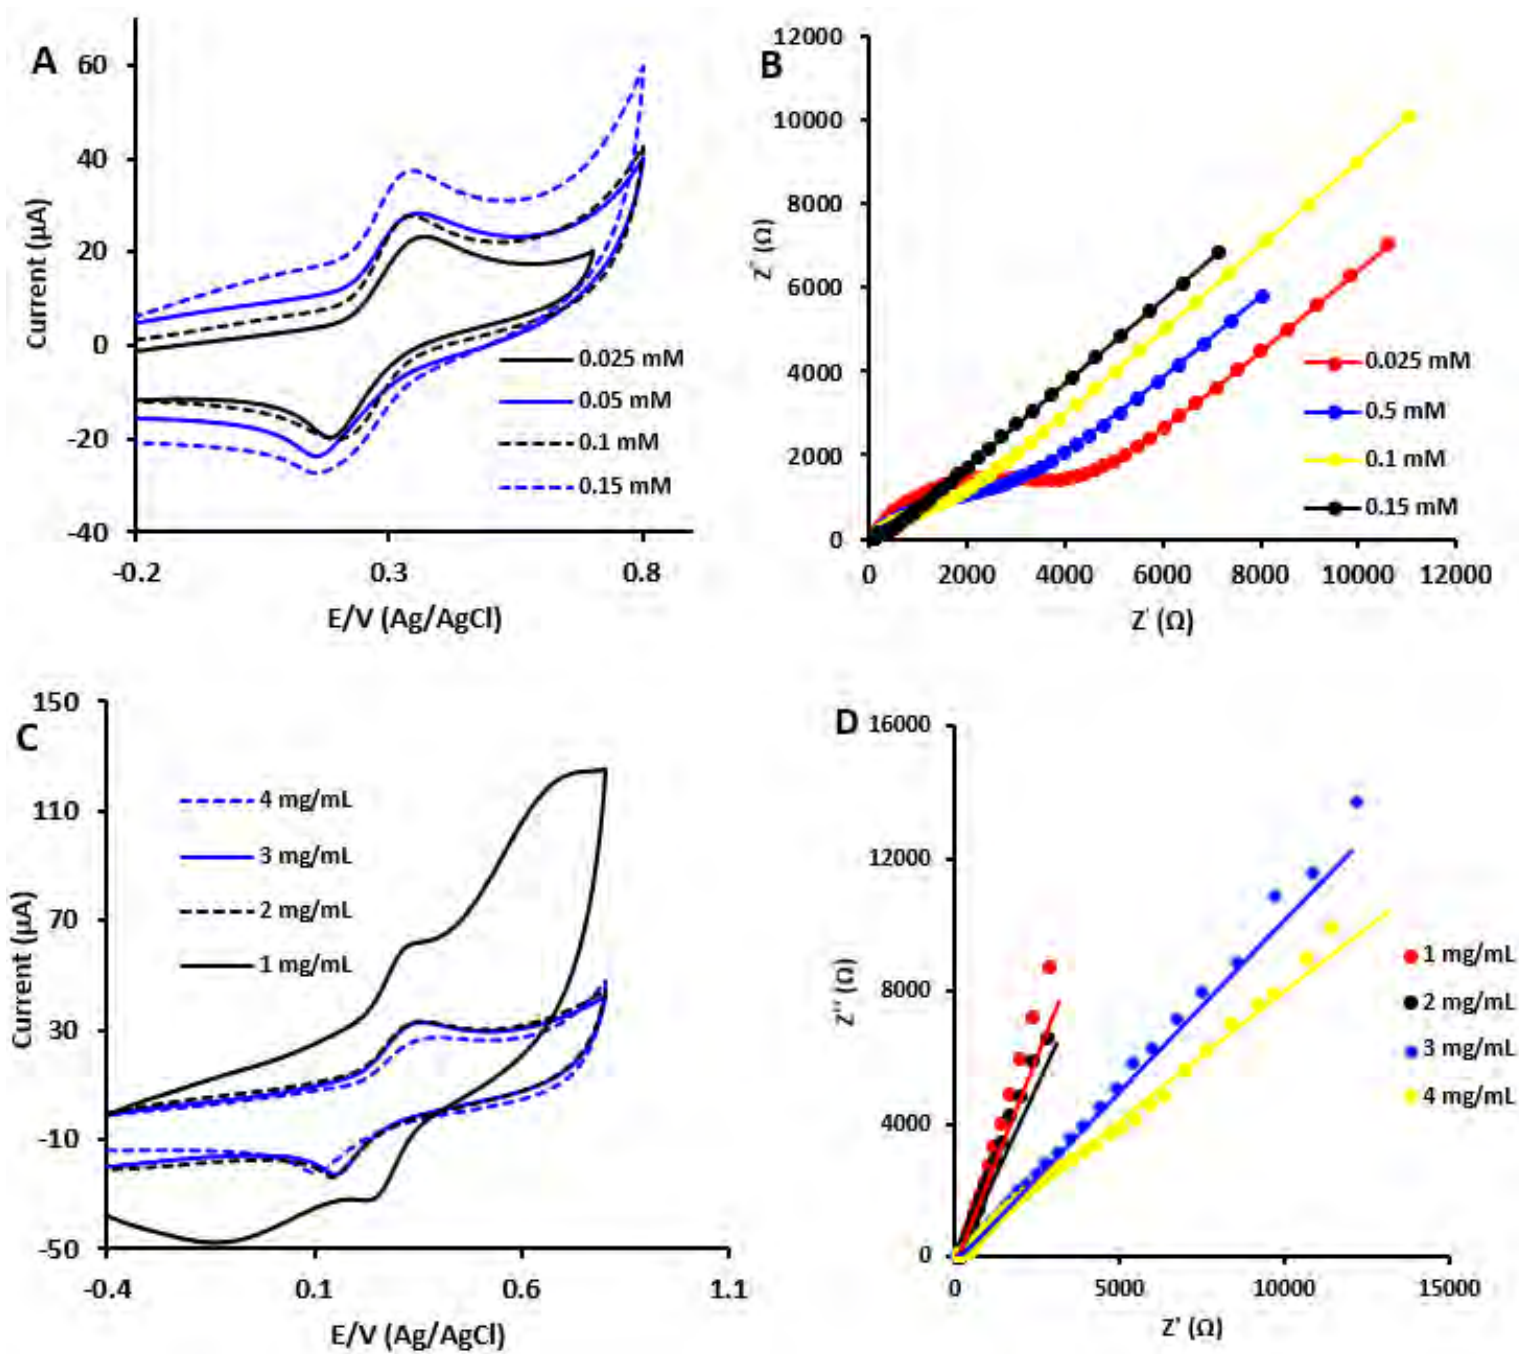 A
60
40
20
0
-20
-40
-0.2
0.3
0.8
Current (µA)
E/V (Ag/AgCl)
0.025 mM
0.05 mM
0.1 mM
0.15 mM
B
12000
10000
8000
6000
4000
2000
0
0
2000
4000
6000
8000
10000
12000
Z" (Ω)
Z' (Ω)
0.025 mM
0.5 mM
0.1 mM
0.15 mM
C
150
110
70
30
-10
-50
-0.4
0.1
0.6
1.1
Current (µA)
E/V (Ag/AgCl)
4 mg/mL
3 mg/mL
2 mg/mL
1 mg/mL
D
16000
12000
8000
4000
0
0
5000
10000
15000
Z'' (Ω)
Z' (Ω)
1 mg/mL
2 mg/mL
3 mg/mL
4 mg/mL